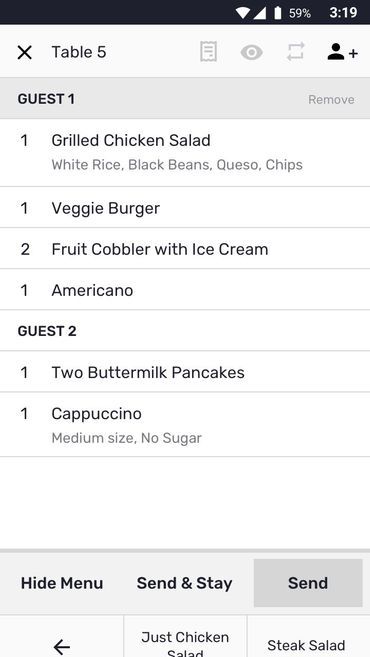 59% 3:19
Table 5
GUEST 1 Remove
1 Grilled Chicken Salad
White Rice, Black Beans, Queso, Chips
1 Veggie Burger
2 Fruit Cobbler with Ice Cream
1 Americano
GUEST 2
1 Two Buttermilk Pancakes
1 Cappuccino
Medium size, No Sugar
Hide Menu Send & Stay Send
Just Chicken Steak Salad
Salad